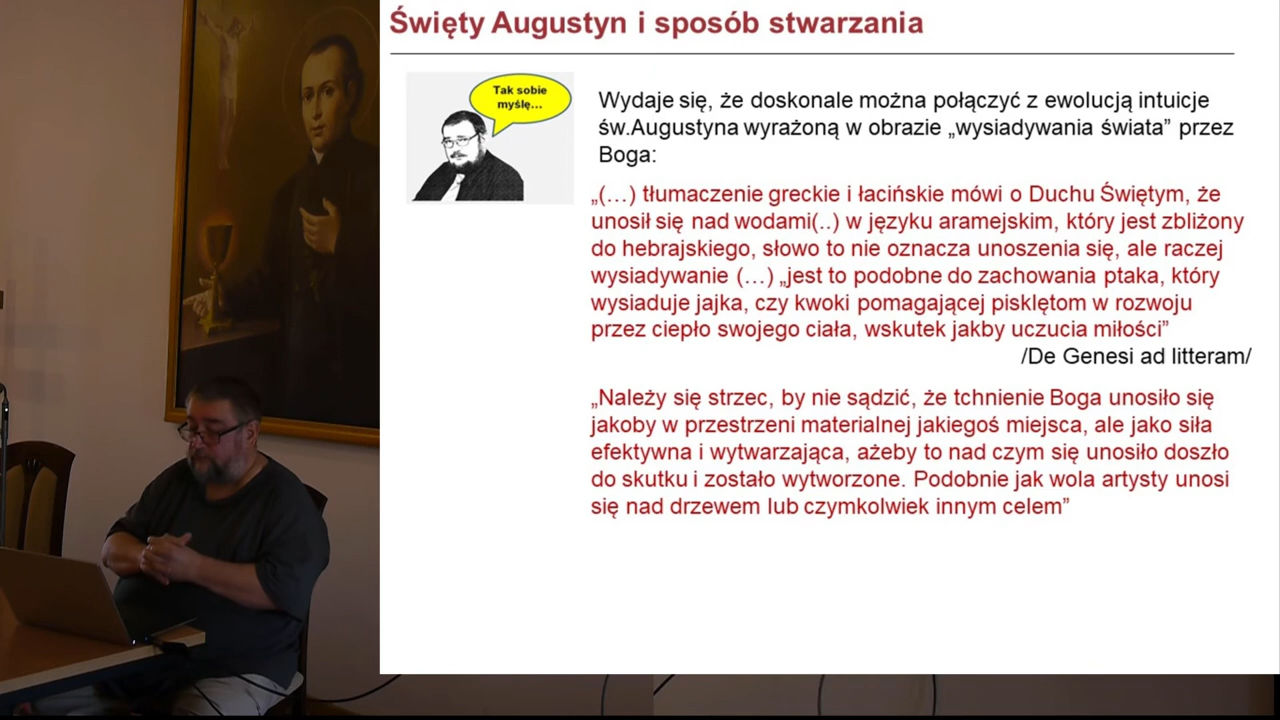 Święty Augustyn i sposób stwarzania
Tak sobie
myślę...
Wydaje się, że doskonale można połączyć z ewolucją intuicje
św.Augustyna wyrażoną w obrazie „wysiadywania świata” przez
Boga:
„(…) tłumaczenie greckie i łacińskie mówi o Duchu Świętym, że
unosił się nad wodami(..) w języku aramejskim, który jest zbliżony
do hebrajskiego, słowo to nie oznacza unoszenia się, ale raczej
wysiadywanie (…) „jest to podobne do zachowania ptaka, który
wysiaduje jajka, czy kwoki pomagającej pisklętom w rozwoju
przez ciepło swojego ciała, wskutek jakby uczucia miłości”
/De Genesi ad litteram/
„Należy się strzec, by nie sądzić, że tchnienie Boga unosiło się
jakoby w przestrzeni materialnej jakiegoś miejsca, ale jako siła
efektywna i wytwarzająca, ażeby to nad czym się unosiło doszło
do skutku i zostało wytworzone. Podobnie jak wola artysty unosi
się nad drzewem lub czymkolwiek innym celem”